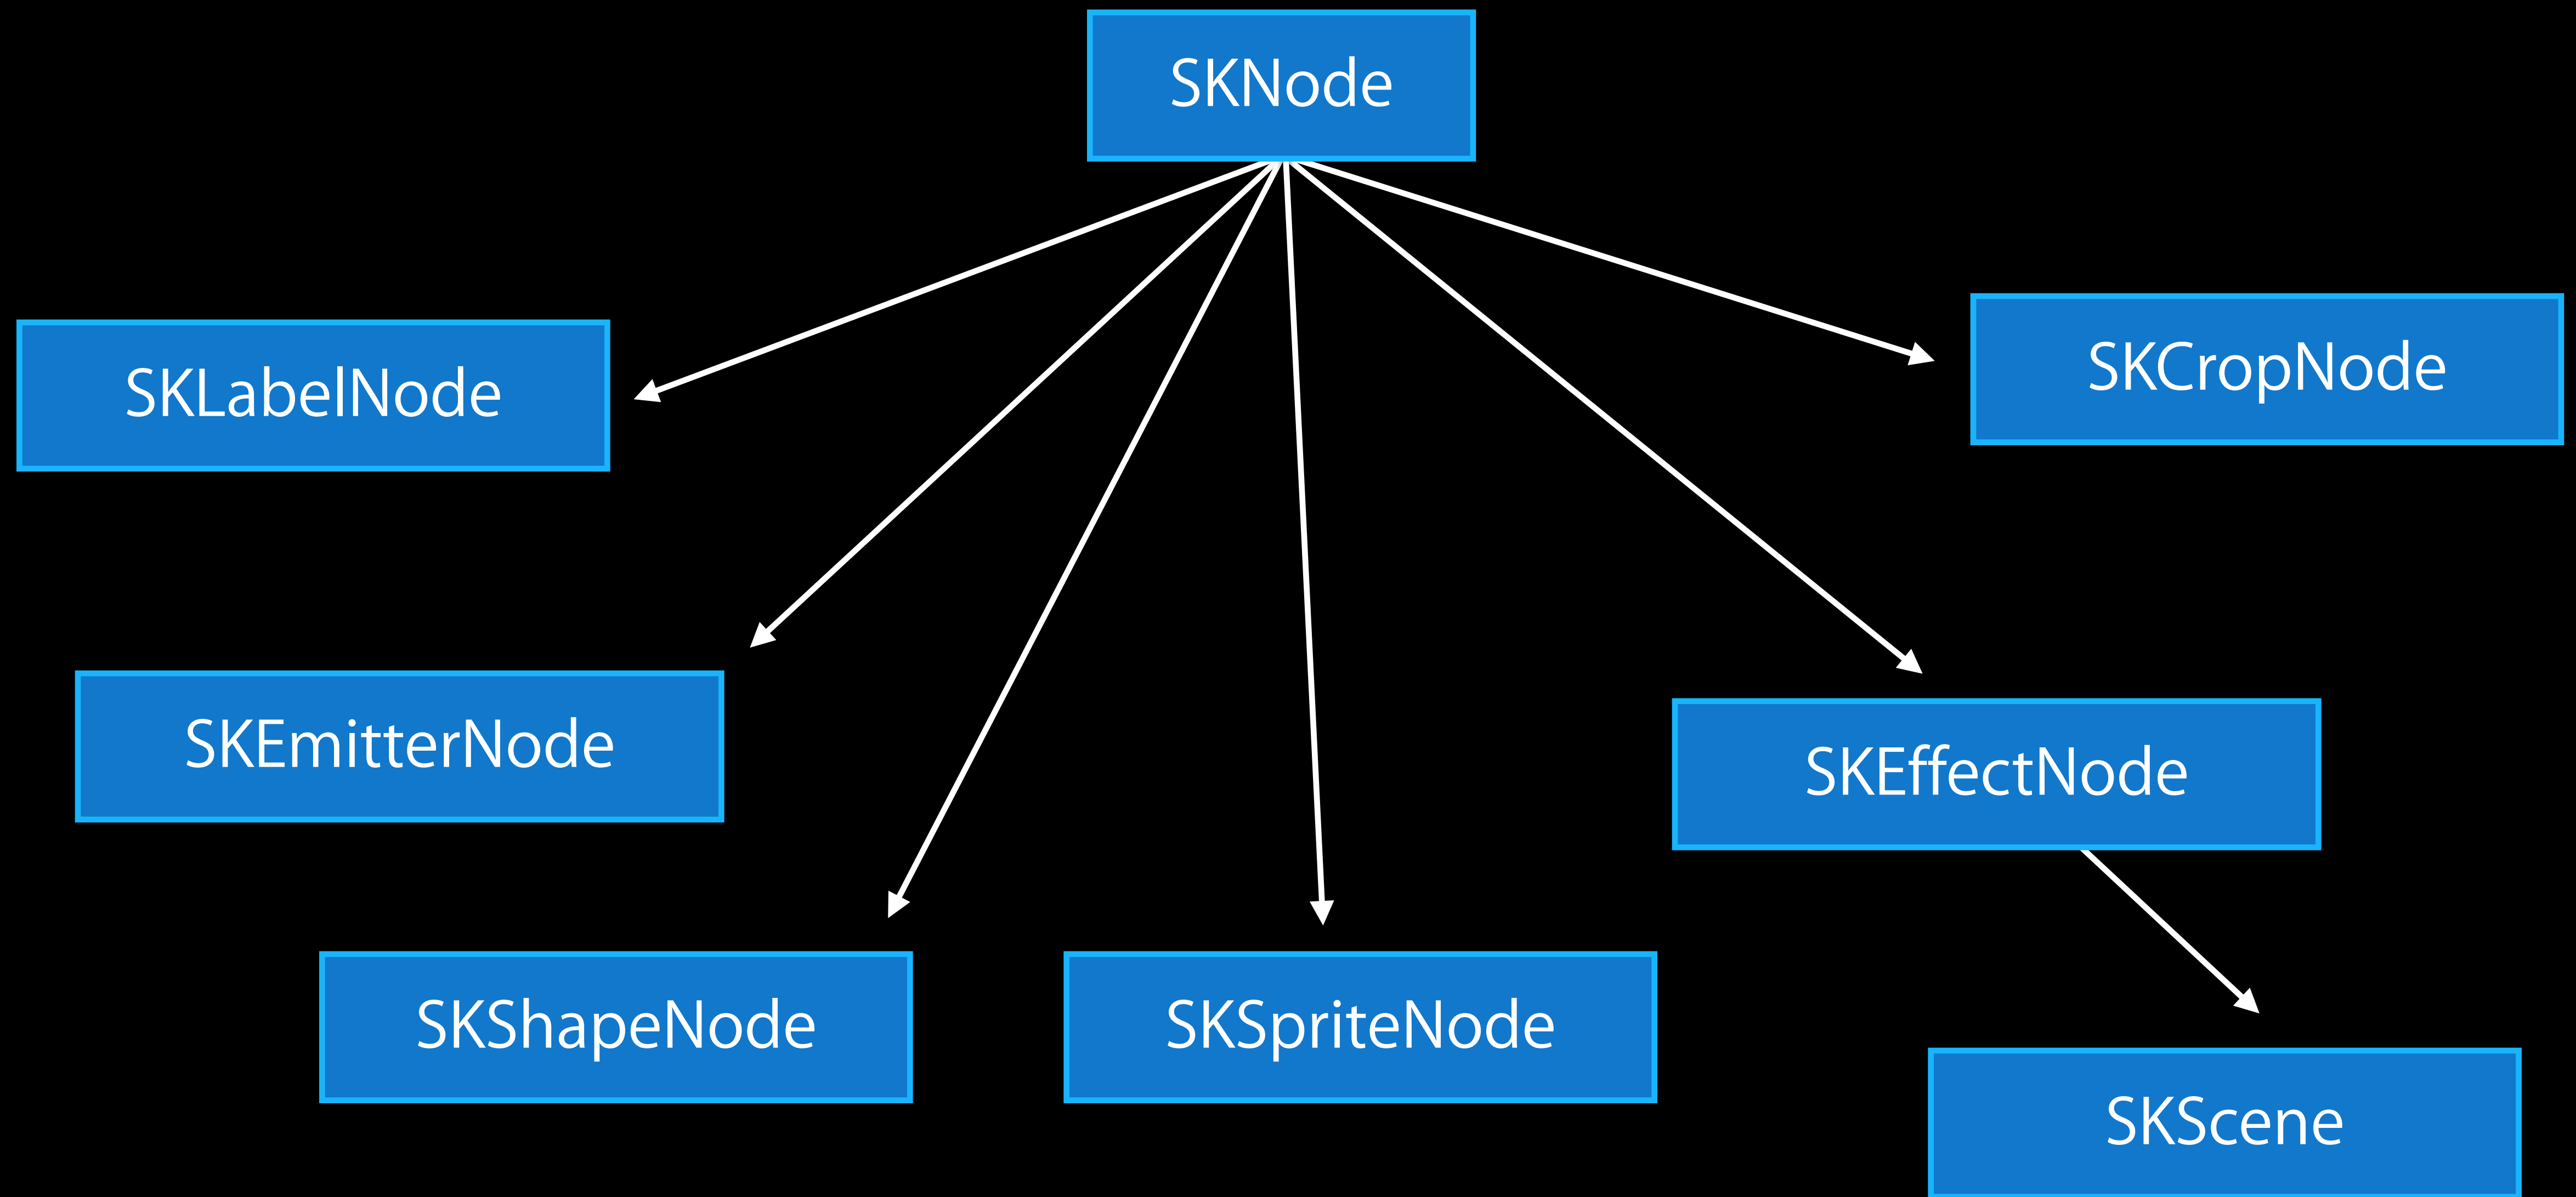 SKNode
SKLabelNode
SKCropNode
SKEmitterNode
SKEffectNode
SKShapeNode
SKSpriteNode
SKScene